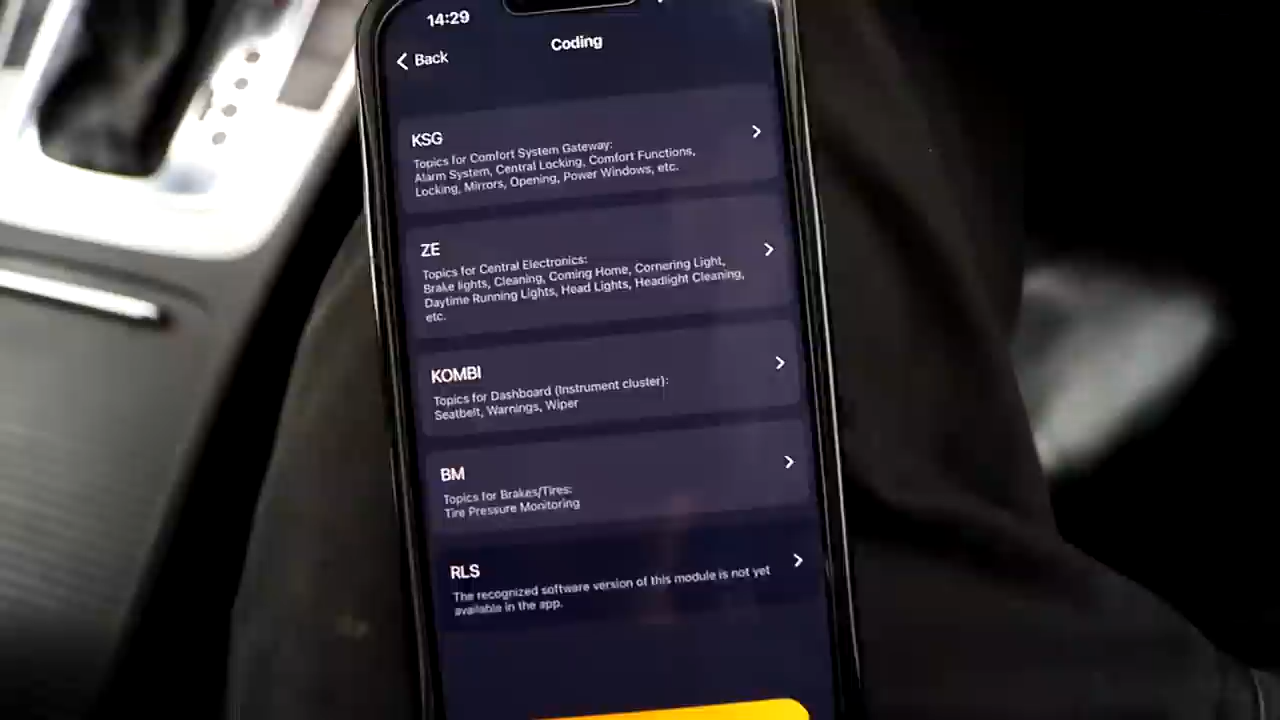 14:29
Back
Coding
KSG
Topics for Comfort System Gateway:
Alarm System, Central Locking, Comfort Functions,
Locking, Mirrors, Opening, Power Windows, etc.
ZE
Topics for Central Electronics:
Brake lights, Cleaning, Coming Home, Cornering Light,
Daytime Running Lights, Head Lights, Headlight Cleaning,
etc.
KOMBI
Topics for Dashboard (Instrument cluster):
Seatbelt, Warnings, Wiper
BM
Topics for Brakes/Tires:
Tire Pressure Monitoring
RLS
The recognized software version of this module is not yet
available in the app.